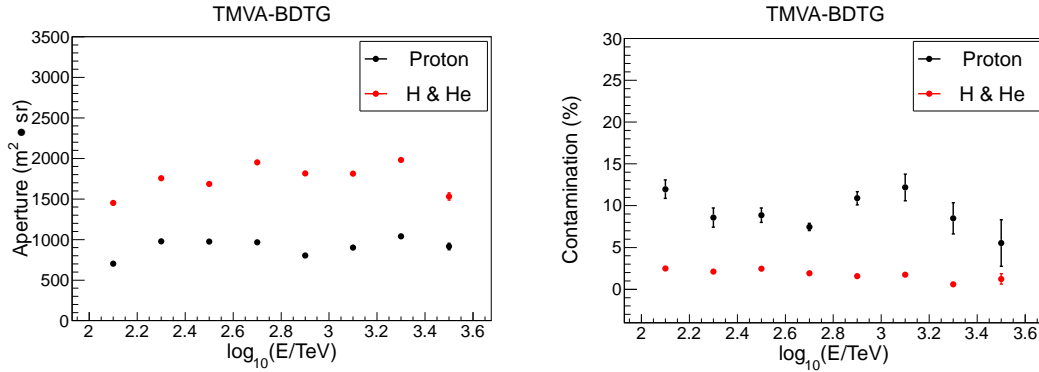 TMVA-BDTG
Aperture (m² • sr)
3500
3000
2500
2000
1500
1000
500
0
Proton
H & He
2 2.2 2.4 2.6 2.8 3 3.2 3.4 3.6
log₁₀(E/TeV)
TMVA-BDTG
Contamination (%)
30
25
20
15
10
5
0
Proton
H & He
2 2.2 2.4 2.6 2.8 3 3.2 3.4 3.6
log₁₀(E/TeV)